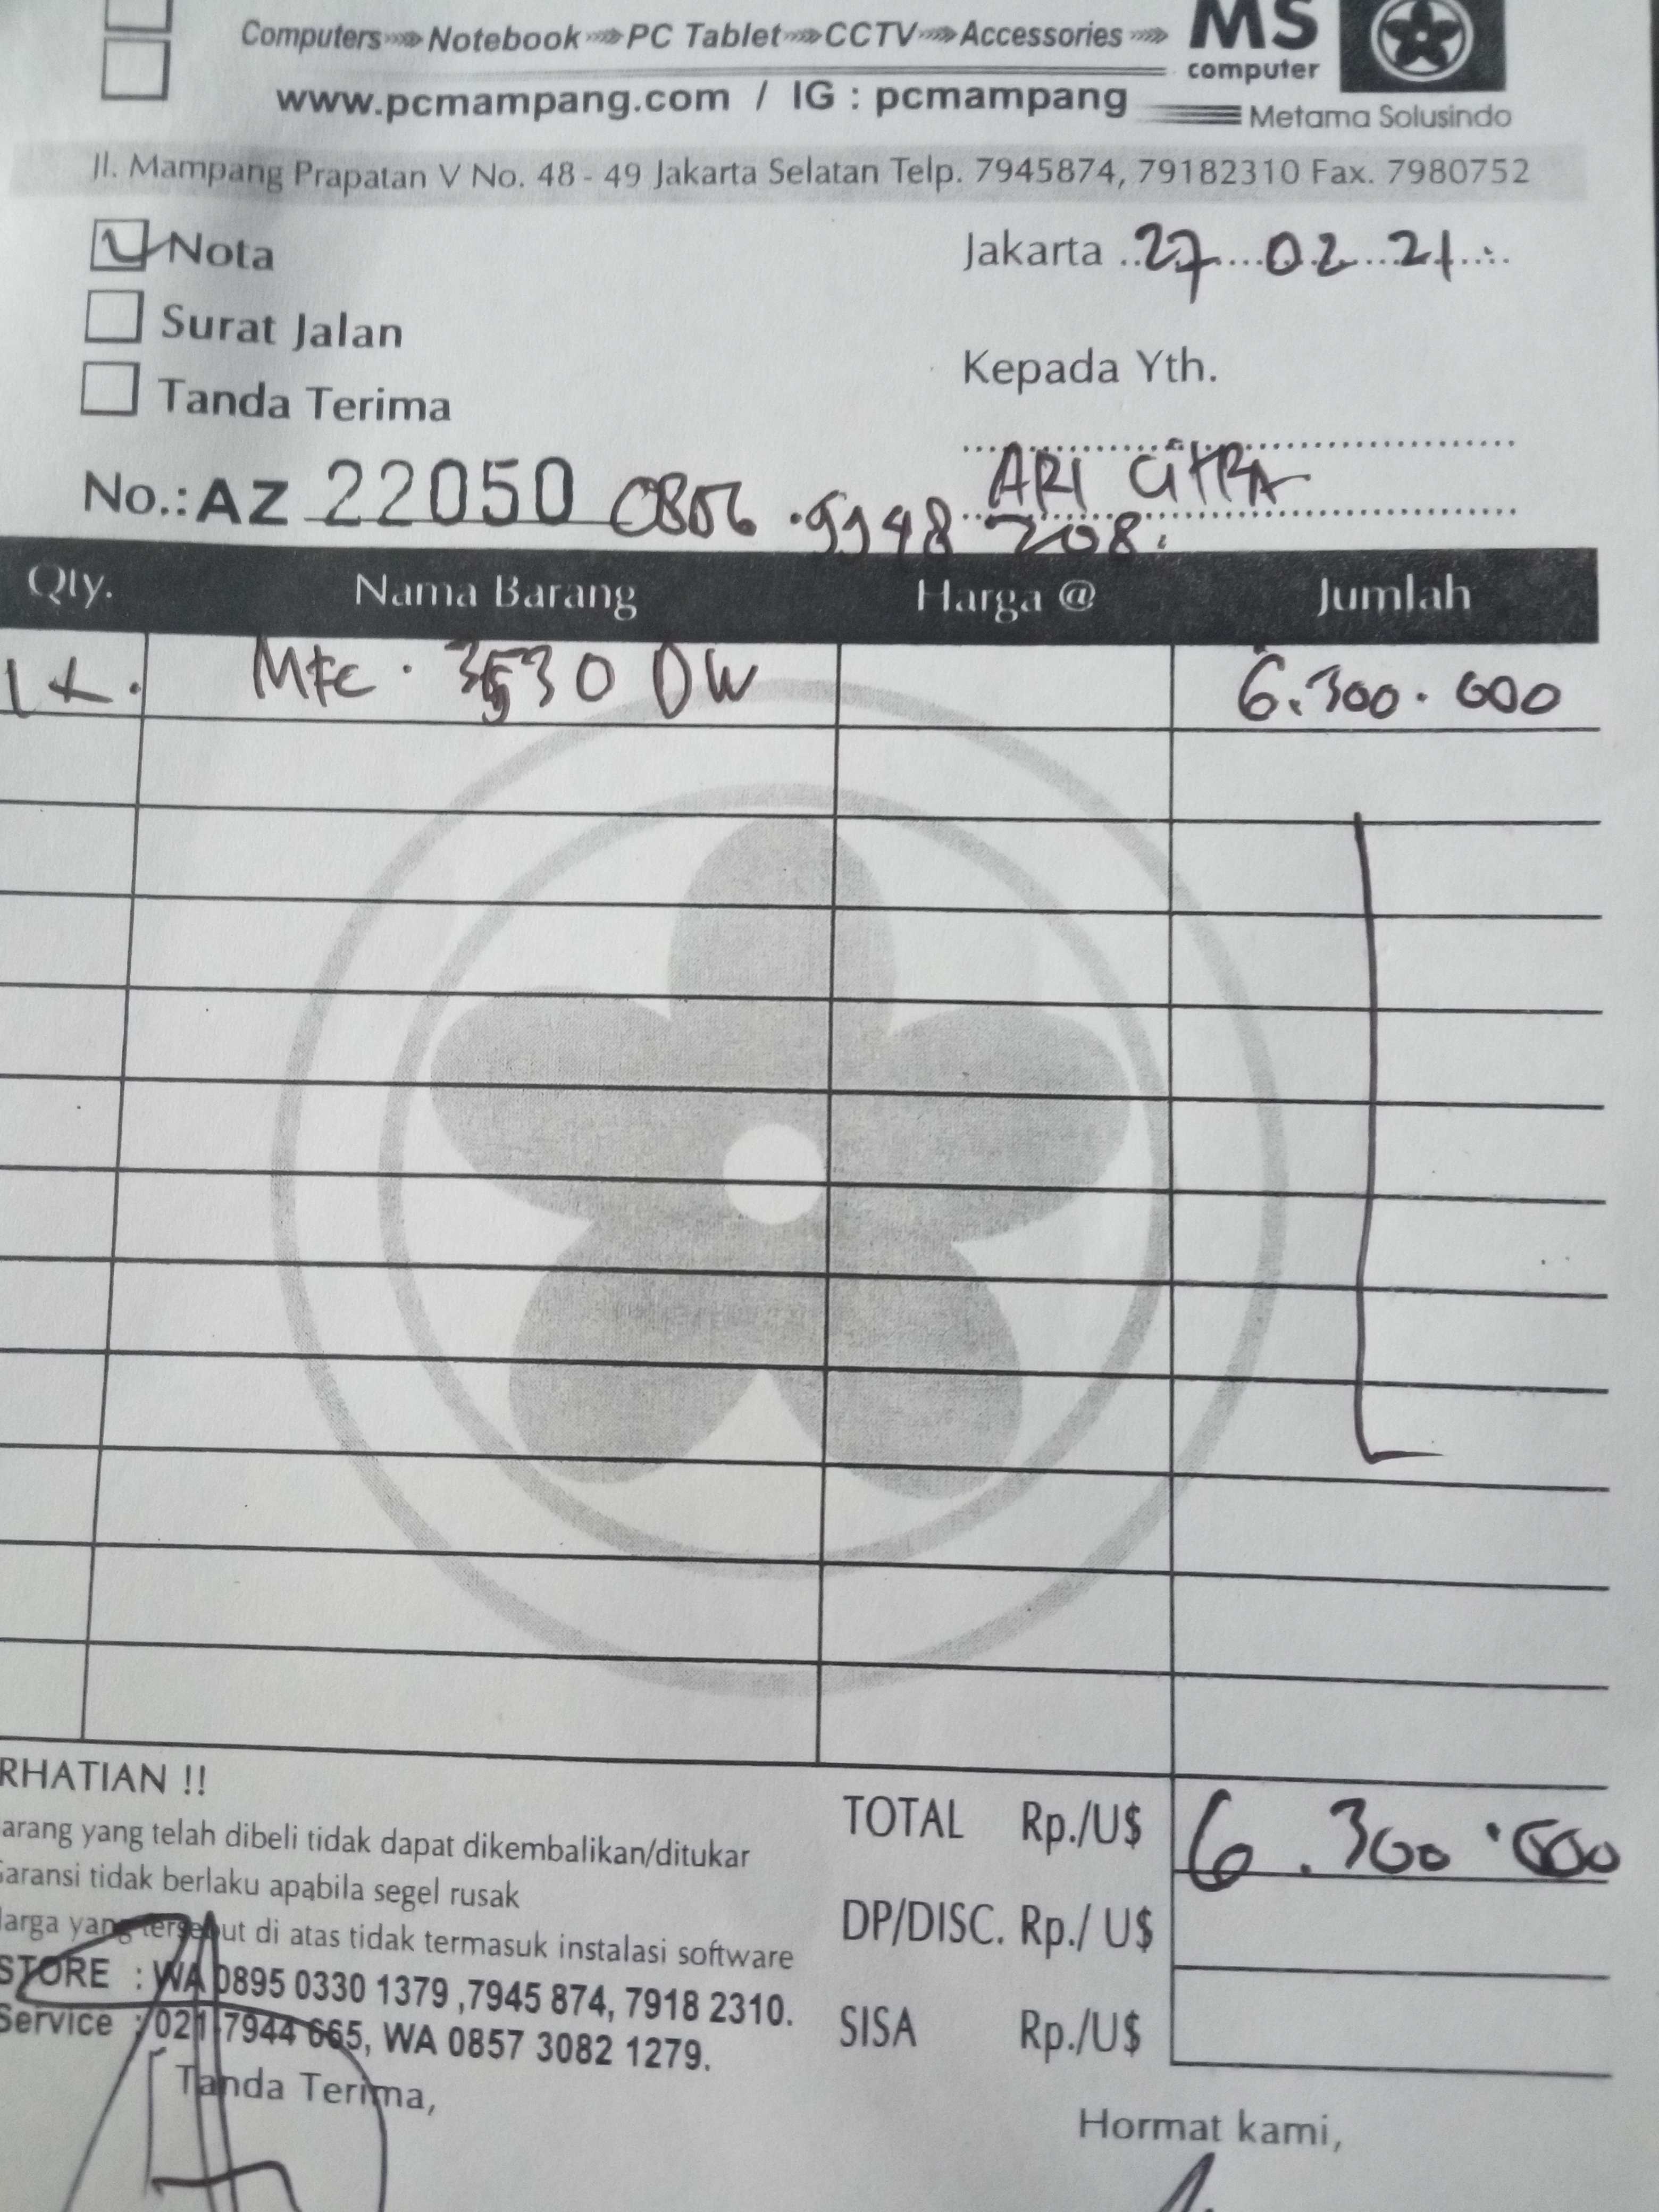 Computers Notebook PC Tablet CCTV Accessories
MS
computer
www.pcmampang.com / IG : pcmampang
Metama Solusindo
Jl. Mampang Prapatan V No. 48 - 49 Jakarta Selatan Telp. 7945874, 79182310 Fax. 7980752
Nota
Jakarta 27 02 21
Surat Jalan
Kepada Yth.
Tanda Terima
ARI CITRA
No.: AZ 22050
708.
Qty. Nama Barang Harga @ Jumlah
1 MFC. 3530 DW 6.300.000
RHATIAN !!
arang yang telah dibeli tidak dapat dikembalikan/ditukar
Garansi tidak berlaku apabila segel rusak
Harga yang tersebut di atas tidak termasuk instalasi software
STORE : WA 0895 0330 1379 ,7945 874, 7918 2310.
Service : 021 7944 665, WA 0857 3082 1279.
TOTAL Rp./U$ 6.300.000
DP/DISC. Rp./ U$
SISA Rp./U$
Tanda Terima,
Hormat kami,